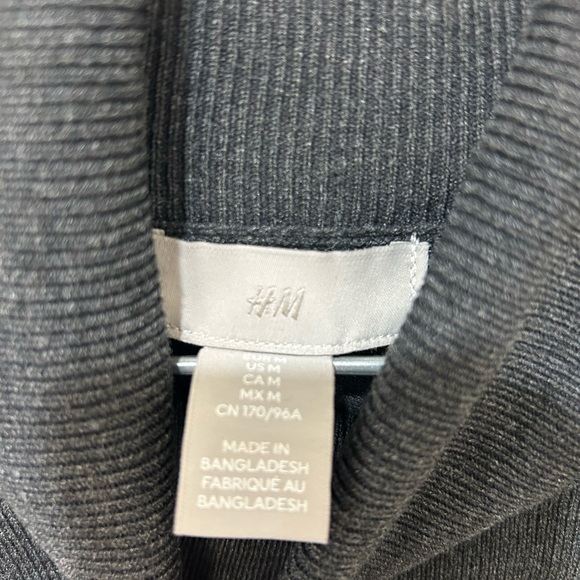 H&M
US M
CA M
MX M
CN 170/96A
MADE IN
BANGLADESH
FABRIQUÉ AU
BANGLADESH